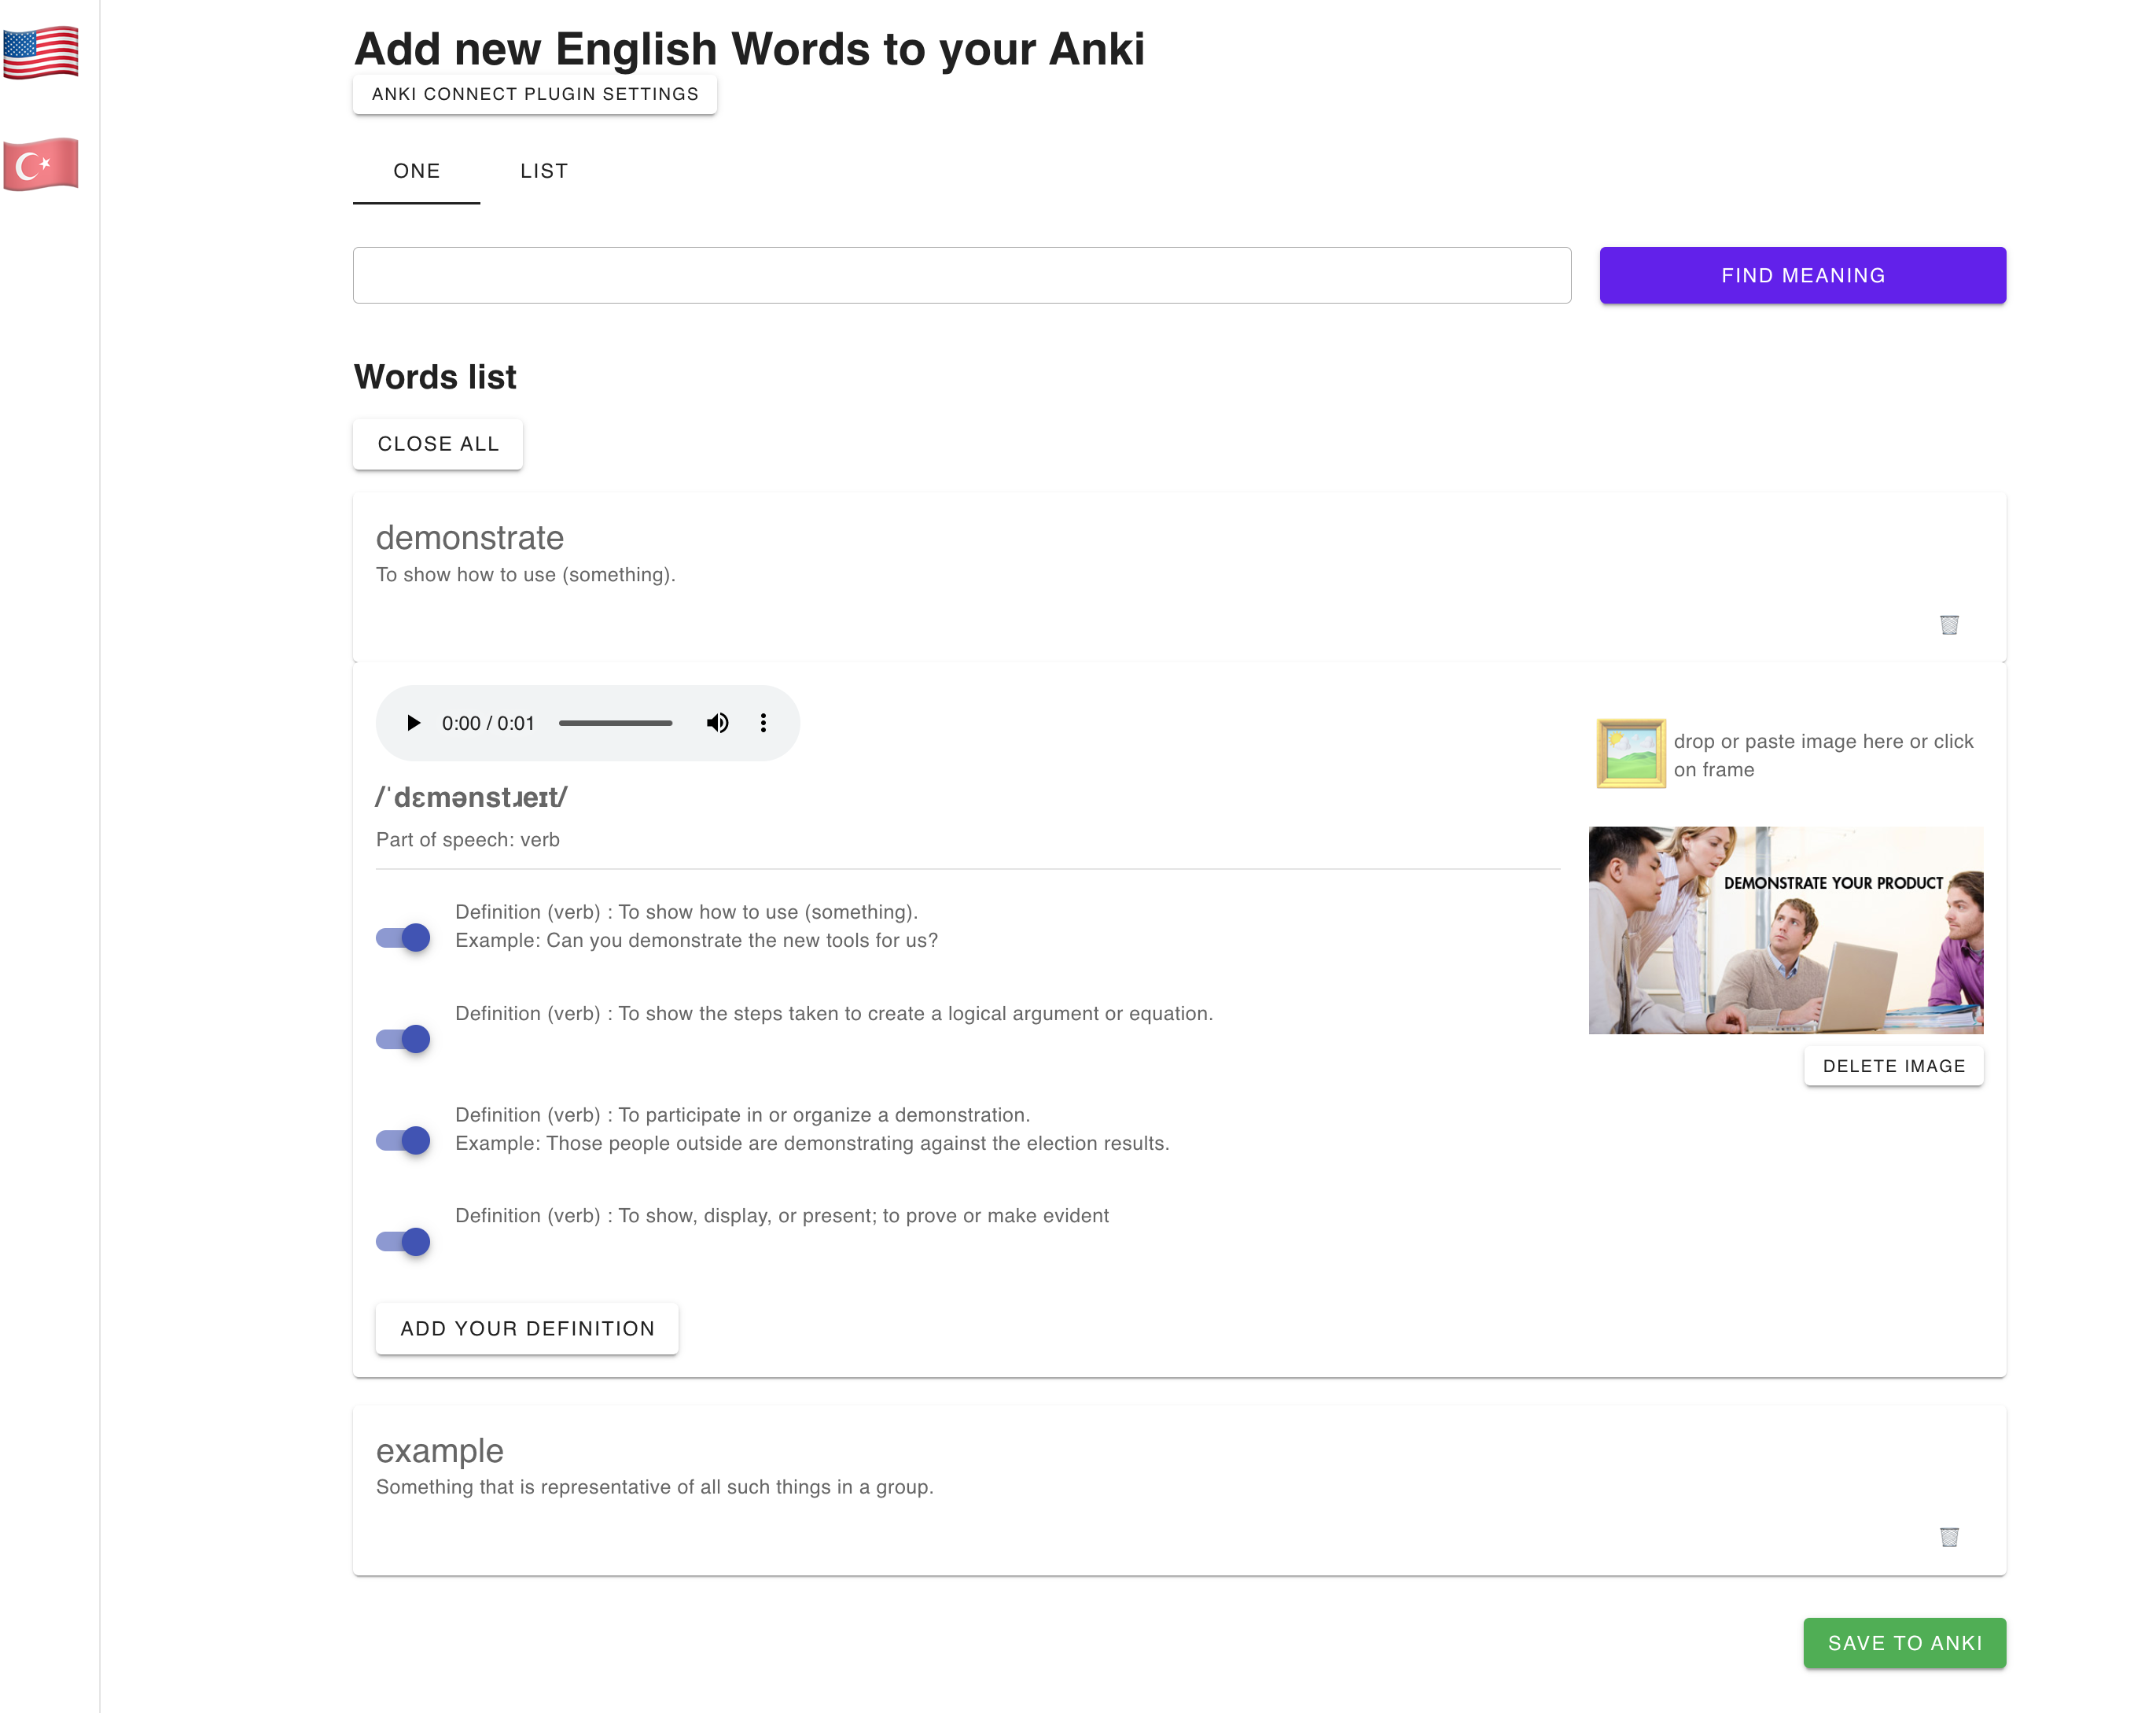 Add new English Words to your Anki
ANKI CONNECT PLUGIN SETTINGS
ONE
LIST
FIND MEANING
Words list
CLOSE ALL
demonstrate
To show how to use (something).
0:00 / 0:01
/ˈdɛmənstɹeɪt/
Part of speech: verb
Definition (verb) : To show how to use (something).
Example: Can you demonstrate the new tools for us?
Definition (verb) : To show the steps taken to create a logical argument or equation.
Definition (verb) : To participate in or organize a demonstration.
Example: Those people outside are demonstrating against the election results.
Definition (verb) : To show, display, or present; to prove or make evident
ADD YOUR DEFINITION
drop or paste image here or click
on frame
DEMONSTRATE YOUR PRODUCT
DELETE IMAGE
example
Something that is representative of all such things in a group.
SAVE TO ANKI